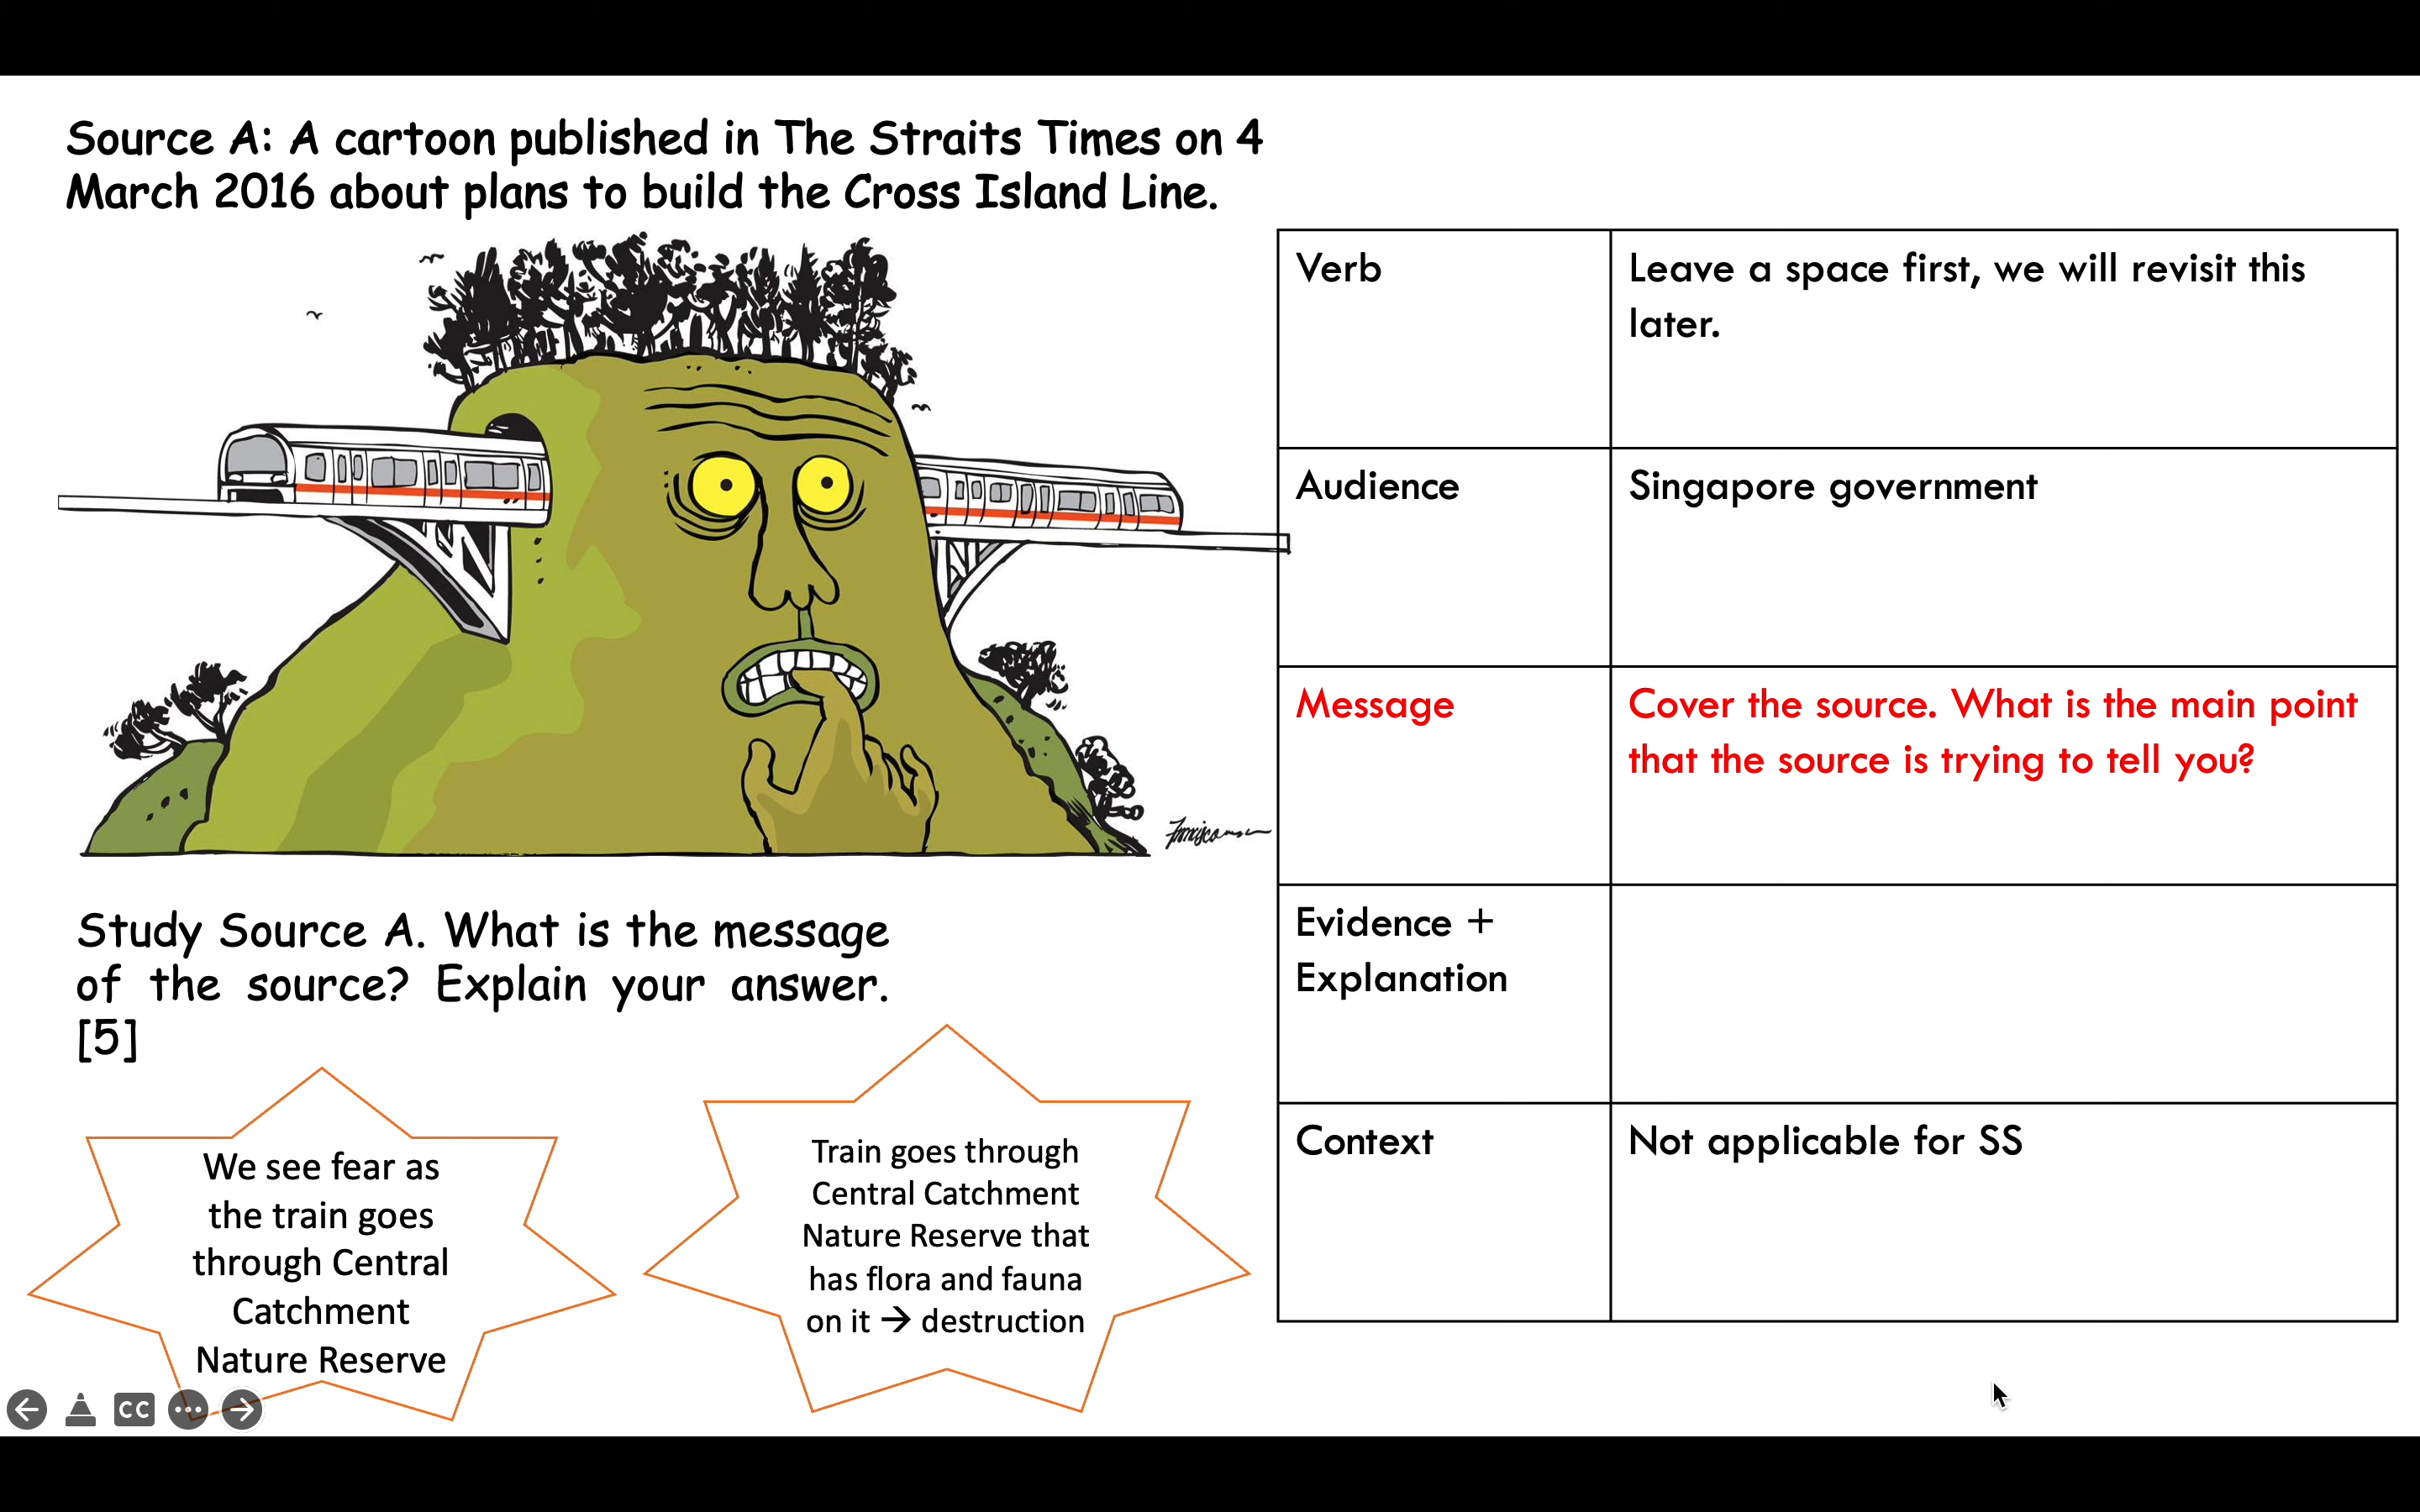 Source A: A cartoon published in The Straits Times on 4
March 2016 about plans to build the Cross Island Line.
Study Source A. What is the message
of the source? Explain your answer.
[5]
We see fear as
the train goes
through Central
Catchment
Nature Reserve
Train goes through
Central Catchment
Nature Reserve that
has flora and fauna
on it → destruction
Verb
Leave a space first, we will revisit this
later.
Audience
Singapore government
Message
Cover the source. What is the main point
that the source is trying to tell you?
Evidence +
Explanation
Context
Not applicable for SS
CC